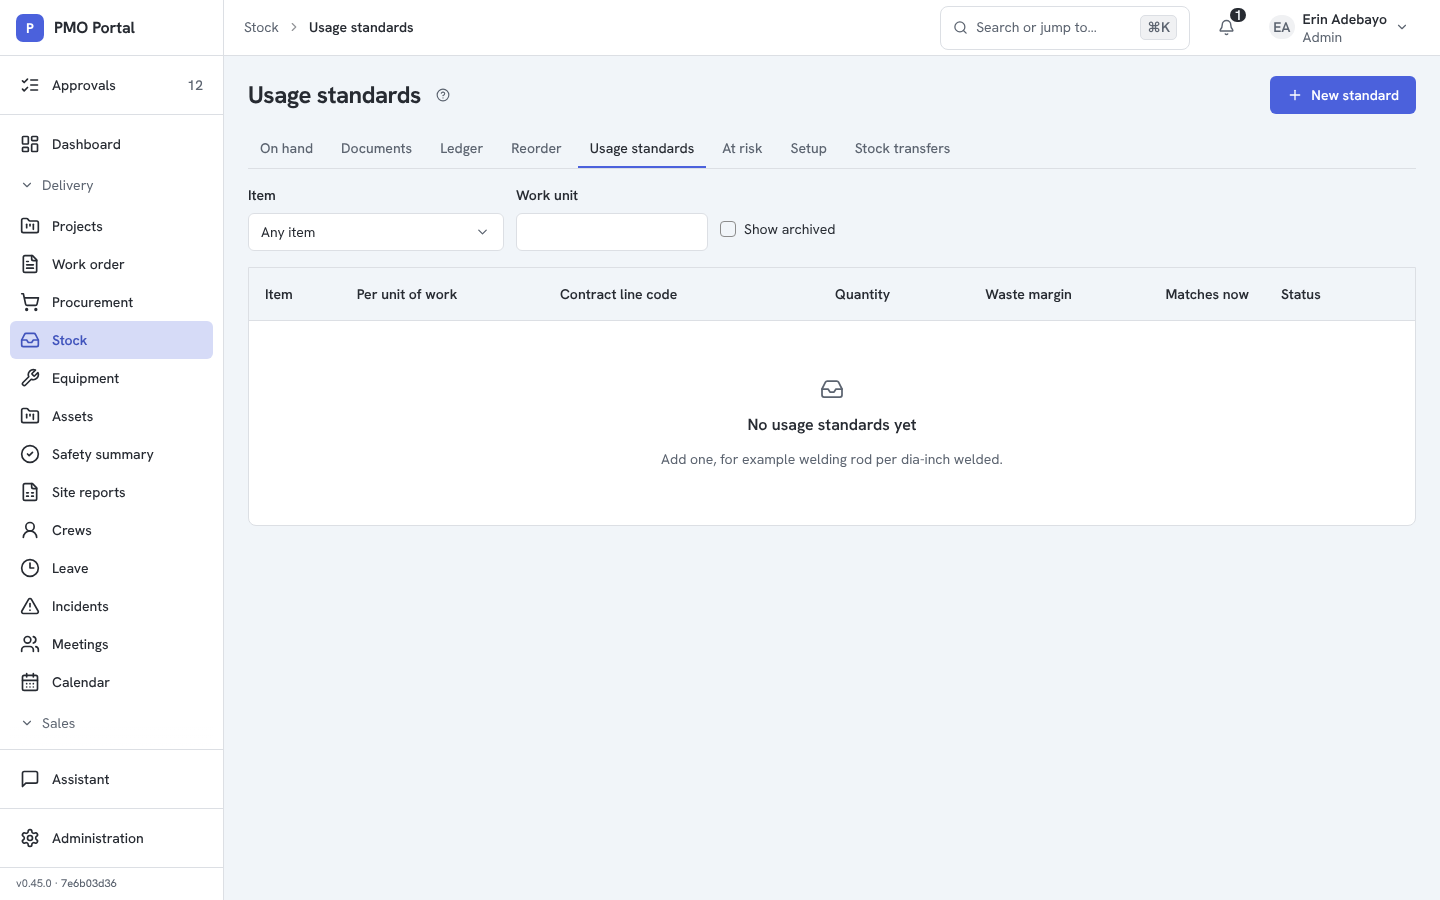 P PMO Portal
Stock > Usage standards
Search or jump to... ⌘K
1
EA Erin Adebayo
Admin
Approvals 12
Dashboard
Delivery
Projects
Work order
Procurement
Stock
Equipment
Assets
Safety summary
Site reports
Crews
Leave
Incidents
Meetings
Calendar
Sales
Assistant
Administration
v0.45.0 · 7e6b03d36
Usage standards
New standard
On hand Documents Ledger Reorder Usage standards At risk Setup Stock transfers
Item Work unit
Any item
Show archived
Item Per unit of work Contract line code Quantity Waste margin Matches now Status
No usage standards yet
Add one, for example welding rod per dia-inch welded.